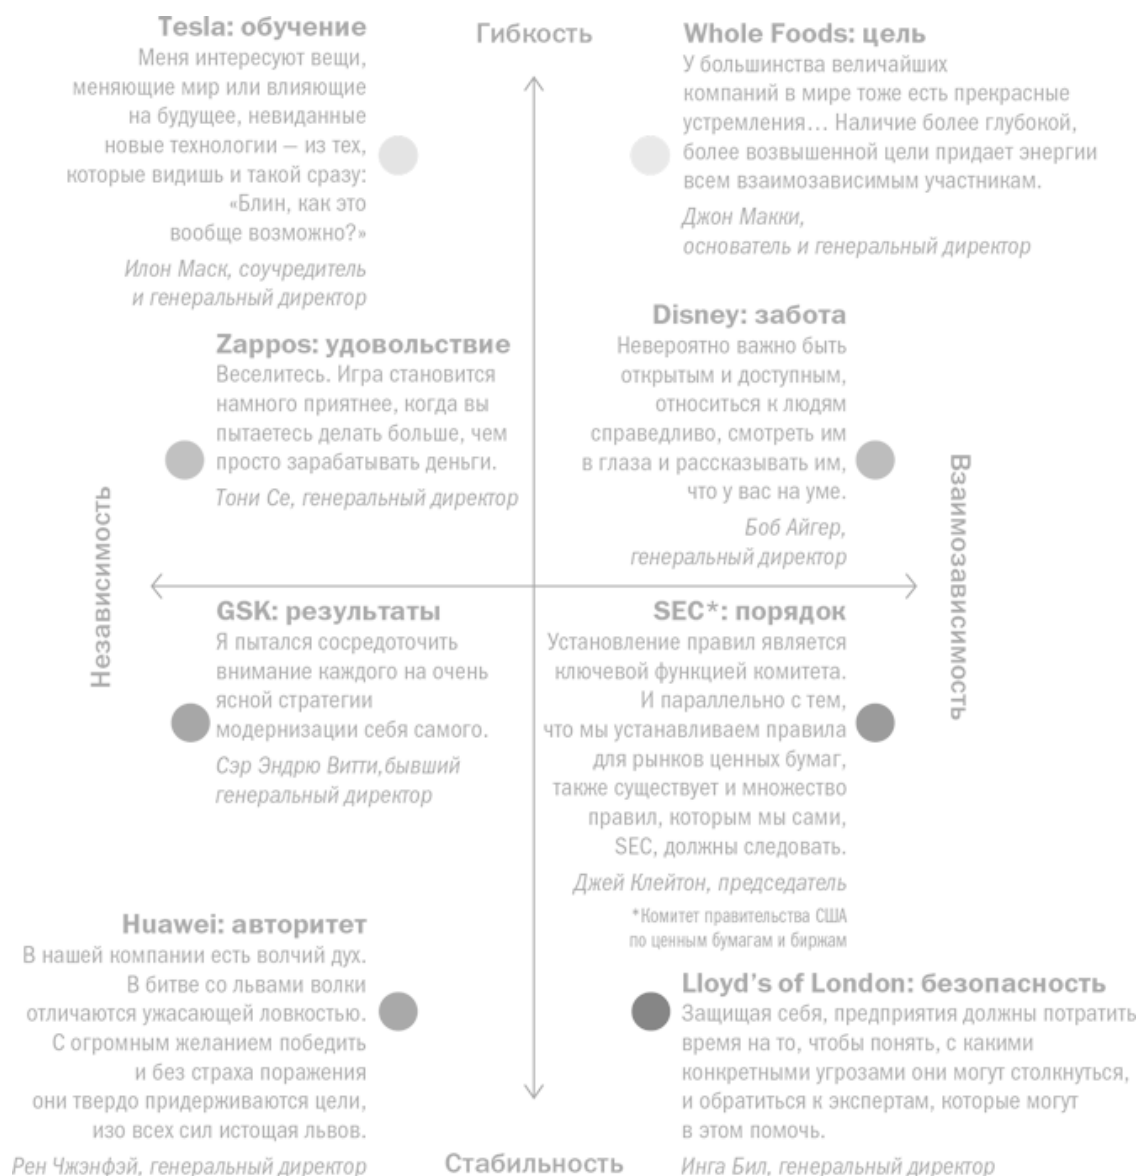 Гибкость
Tesla: обучение
Меня интересуют вещи,
меняющие мир или влияющие
на будущее, невиданные
новые технологии — из тех,
которые видишь и такой сразу:
«Блин, как это
вообще возможно?»
Илон Маск, соучредитель
и генеральный директор
Whole Foods: цель
У большинства величайших
компаний в мире тоже есть прекрасные
устремления... Наличие более глубокой,
более возвышенной цели придает энергии
всем взаимозависимым участникам.
Джон Макки,
основатель и генеральный директор
Zappos: удовольствие
Веселитесь. Игра становится
намного приятнее, когда вы
пытаетесь делать больше, чем
просто зарабатывать деньги.
Тони Се, генеральный директор
Disney: забота
Невероятно важно быть
открытым и доступным,
относиться к людям
справедливо, смотреть им
в глаза и рассказывать им,
что у вас на уме.
Боб Айгер,
генеральный директор
Независимость
Взаимозависимость
GSK: результаты
Я пытался сосредоточить
внимание каждого на очень
ясной стратегии
модернизации себя самого.
Сэр Эндрю Витти,бывший
генеральный директор
SEC*: порядок
Установление правил является
ключевой функцией комитета.
И параллельно с тем,
что мы устанавливаем правила
для рынков ценных бумаг,
также существует и множество
правил, которым мы сами,
SEC, должны следовать.
Джей Клейтон, председатель
*Комитет правительства США
по ценным бумагам и биржам
Huawei: авторитет
В нашей компании есть волчий дух.
В битве со львами волки
отличаются ужасающей ловкостью.
С огромным желанием победить
и без страха поражения
они твердо придерживаются цели,
изо всех сил истощая львов.
Рен Чжэнфэй, генеральный директор
Lloyd's of London: безопасность
Защищая себя, предприятия должны потратить
время на то, чтобы понять, с какими
конкретными угрозами они могут столкнуться,
и обратиться к экспертам, которые могут
в этом помочь.
Инга Бил, генеральный директор
Стабильность